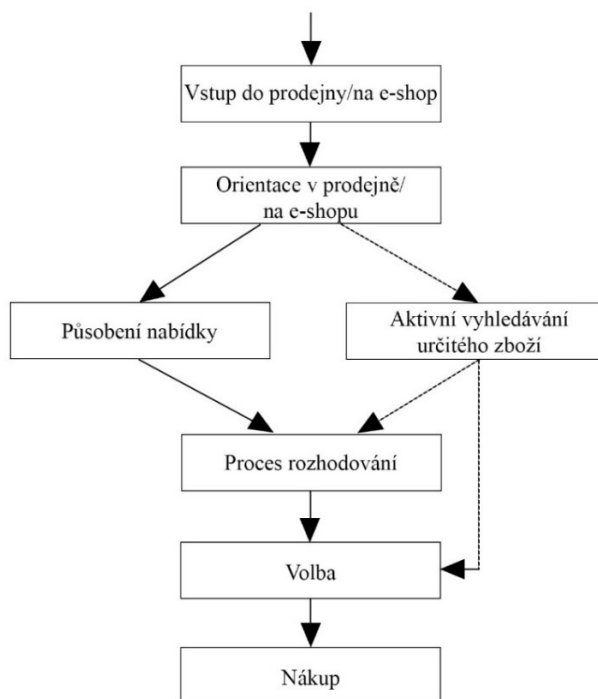 Vstup do prodejny/na e-shop
Orientace v prodejně/
na e-shopu
Působení nabídky
Aktivní vyhledávání
určitého zboží
Proces rozhodování
Volba
Nákup